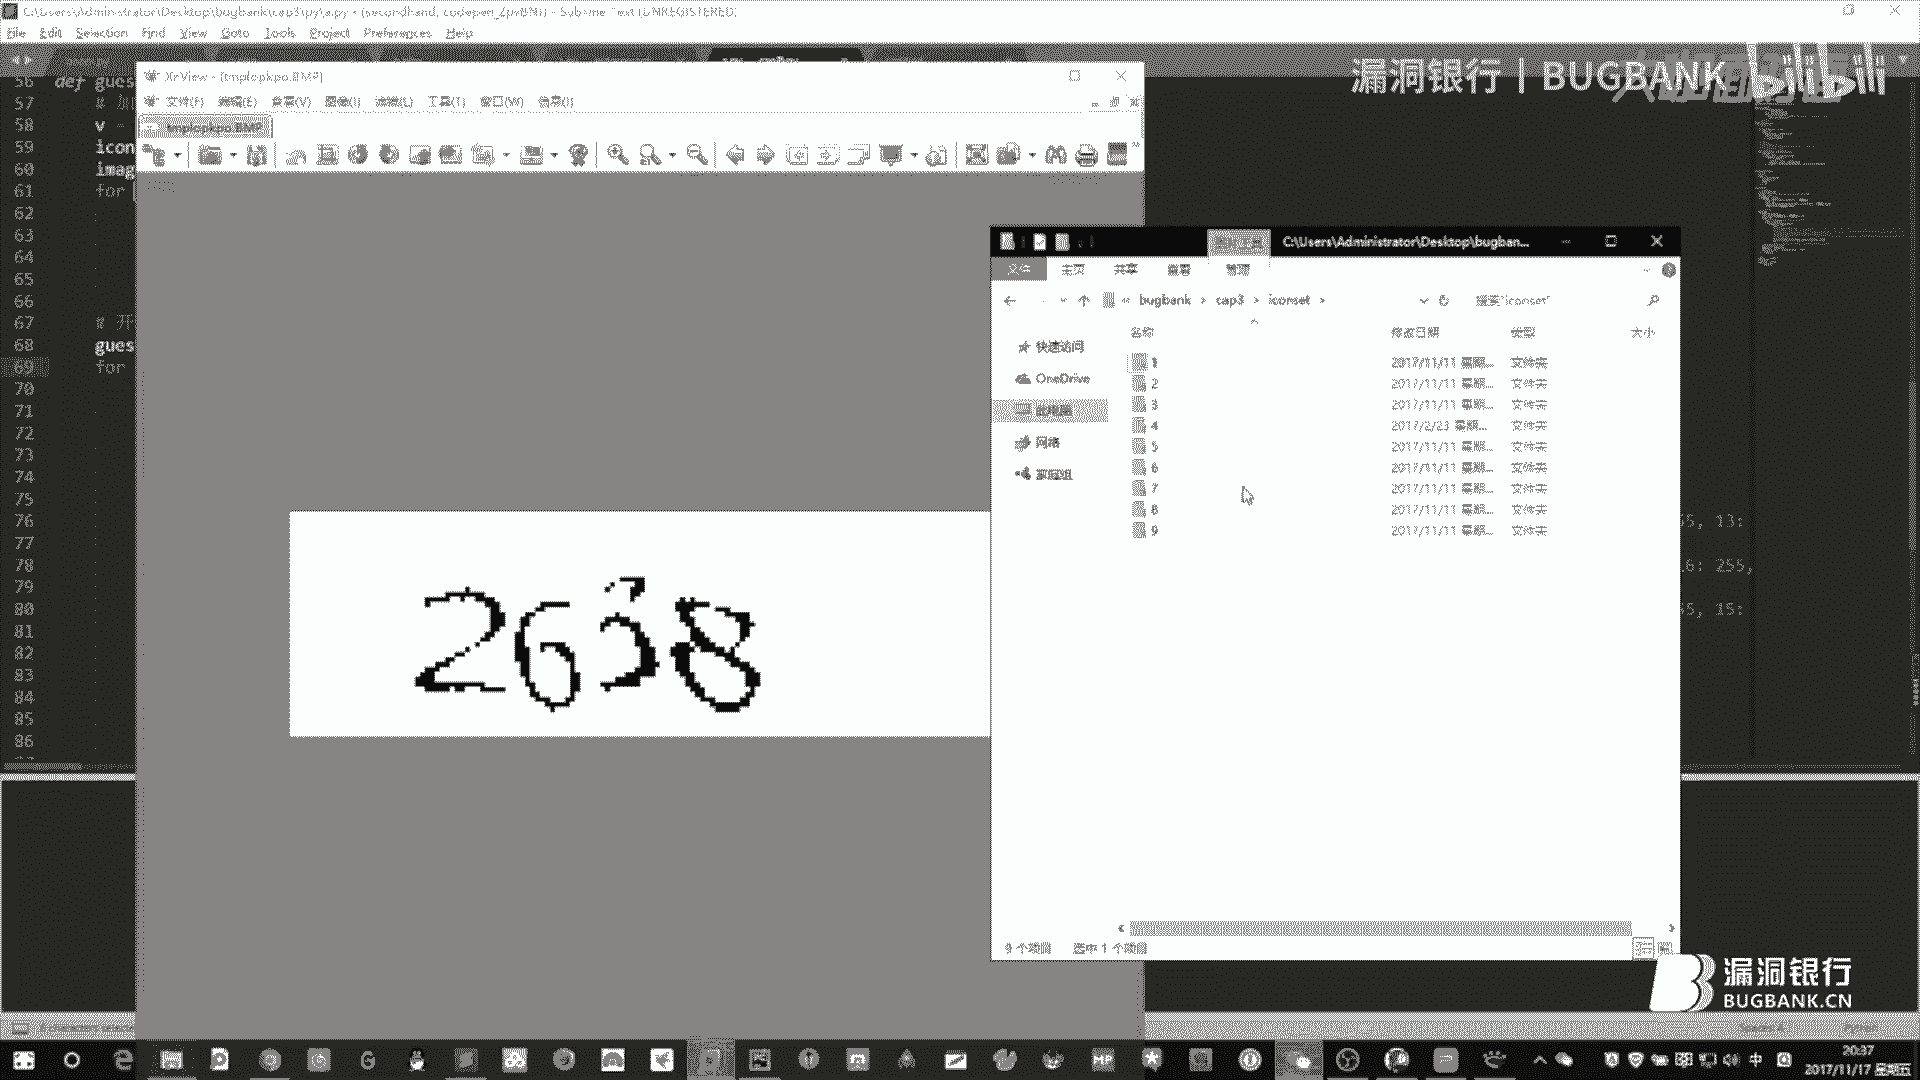 C:\Users\Administrator\Desktop\bugbank\cap3\py\a.py
File Edit Selection Find View Goto Tools Project Preferences Help
漏洞银行 | BUGBANK
bilibili
56 def gues
57 #
58 v =
59 icon
60 imag
61 for
62
63
64
65
66
67 # 开
68 gues
69 for
70
71
72
73
74
75
76
77
78
79
80
81
82
83
84
85
86
XnView - [tmplopkpo.BMP]
文件(F) 编辑(E) 查看(V) 图像(I) 滤镜(L) 工具(T) 窗口(W) 信息(I)
tmplopkpo.BMP
2638
C:\Users\Administrator\Desktop\bugban...
文件 主页 共享 查看 管理
bugbank > cap3 > iconset >
搜索"iconset"
名称 修改日期 类型 大小
快速访问
OneDrive
此电脑
网络
家庭组
1 2017/11/11 星期... 文件夹
2 2017/11/11 星期... 文件夹
3 2017/11/11 星期... 文件夹
4 2017/2/23 星期... 文件夹
5 2017/11/11 星期... 文件夹
6 2017/11/11 星期... 文件夹
7 2017/11/11 星期... 文件夹
8 2017/11/11 星期... 文件夹
9 2017/11/11 星期... 文件夹
9 个项目 选中 1 个项目
55, 13:
16: 255,
55, 15:
漏洞银行
BUGBANK.CN
中
20:37
2017/11/17 星期五